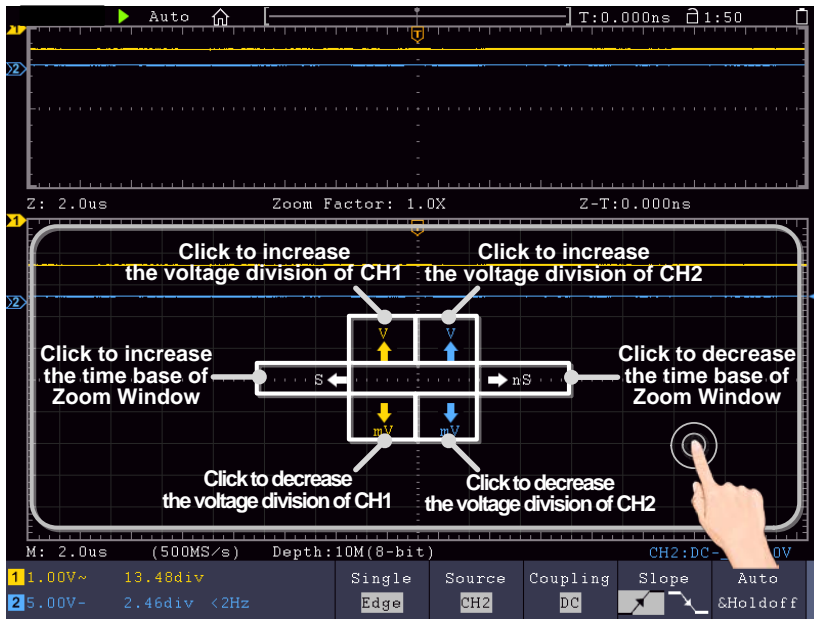 Auto T:0.000ns 1:50
1 T
2
Z: 2.0us Zoom Factor: 1.0X Z-T:0.000ns
1 T
Click to increase
the voltage division of CH1
Click to increase
the voltage division of CH2
2
V V
Click to increase
the time base of
Zoom Window
S nS
Click to decrease
the time base of
Zoom Window
mV mV
Click to decrease
the voltage division of CH1
Click to decrease
the voltage division of CH2
M: 2.0us (500MS/s) Depth:10M(8-bit) CH2:DC- 0V
1 1.00V~ 13.48div Single Source Coupling Slope Auto
2 5.00V- 2.46div <2Hz Edge CH2 DC &Holdoff